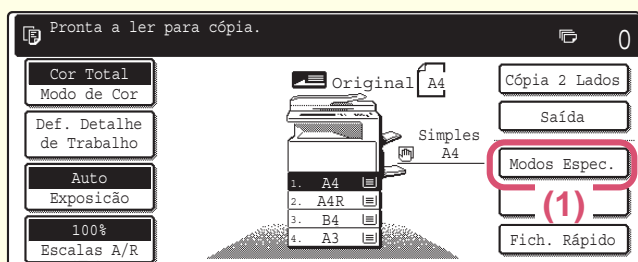 Pronta a ler para cópia.
0
Cor Total
Modo de Cor
Def. Detalhe
de Trabalho
Auto
Exposicão
100%
Escalas A/R
Original A4
Simples
A4
1. A4
2. A4R
3. B4
4. A3
Cópia 2 Lados
Saída
Modos Espec.
(1)
Fich. Rápido